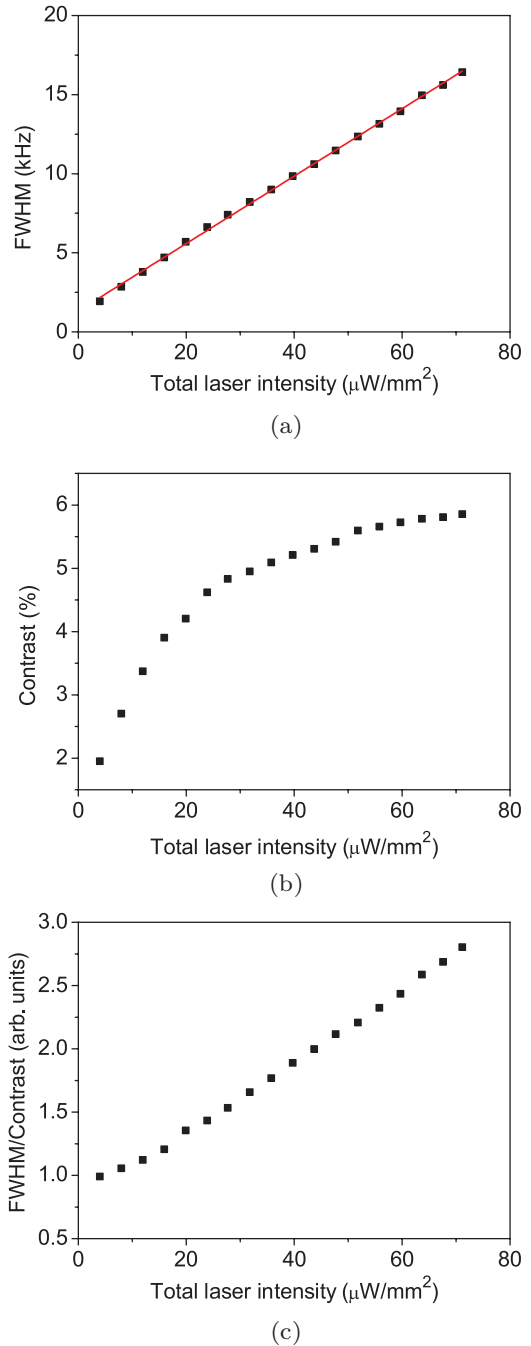 20
15
10
5
0
FWHM (kHz)
0 20 40 60 80
Total laser intensity (μW/mm²)
(a)
6
5
4
3
2
Contrast (%)
0 20 40 60 80
Total laser intensity (μW/mm²)
(b)
3.0
2.5
2.0
1.5
1.0
0.5
FWHM/Contrast (arb. units)
0 20 40 60 80
Total laser intensity (μW/mm²)
(c)